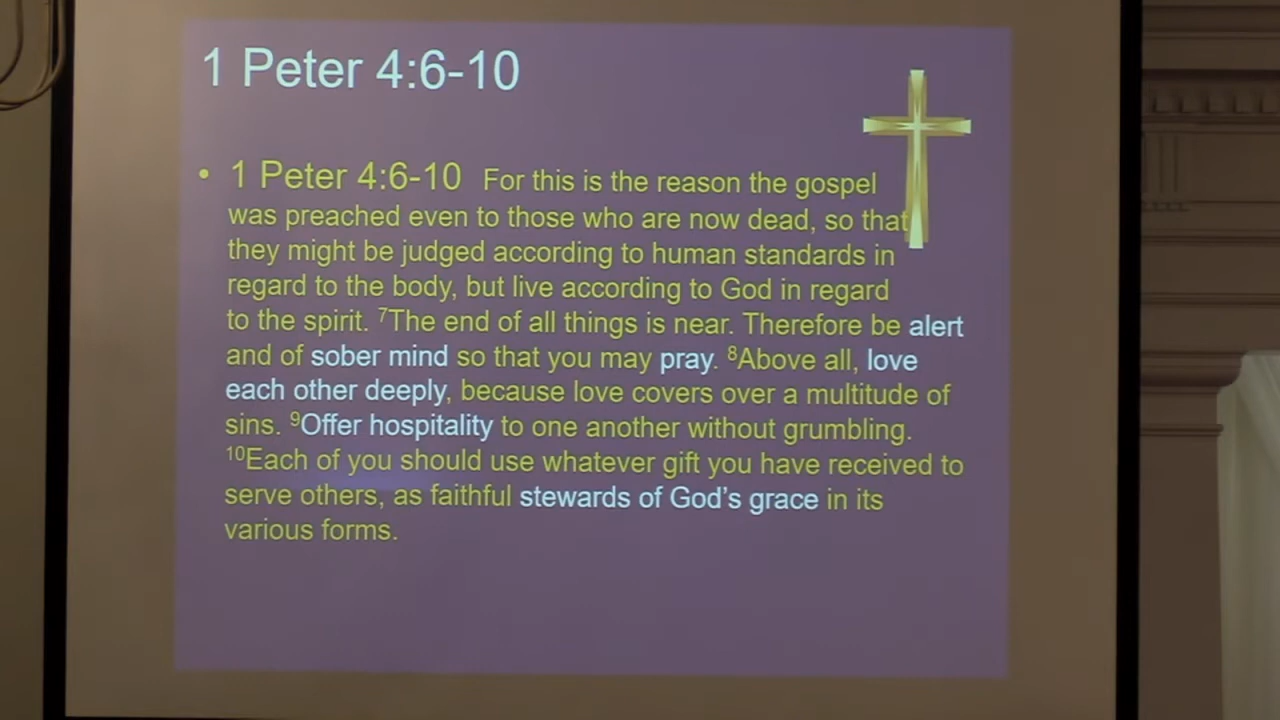 1 Peter 4:6-10
• 1 Peter 4:6-10 For this is the reason the gospel
was preached even to those who are now dead, so that
they might be judged according to human standards in
regard to the body, but live according to God in regard
to the spirit. ⁷The end of all things is near. Therefore be alert
and of sober mind so that you may pray. ⁸Above all, love
each other deeply, because love covers over a multitude of
sins. ⁹Offer hospitality to one another without grumbling.
¹⁰Each of you should use whatever gift you have received to
serve others, as faithful stewards of God's grace in its
various forms.